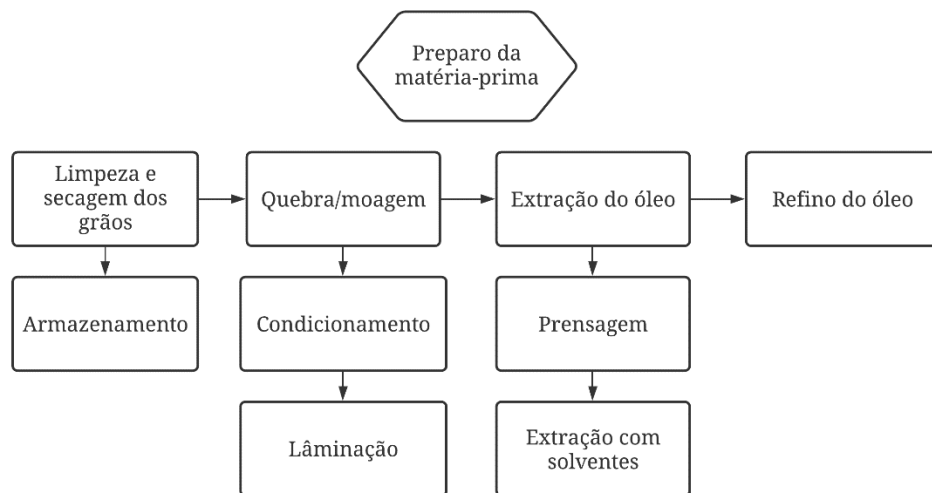 Preparo da
matéria-prima
Limpeza e
secagem dos
grãos
Quebra/moagem
Extração do óleo
Refino do óleo
Armazenamento
Condicionamento
Prensagem
Lâminação
Extração com
solventes